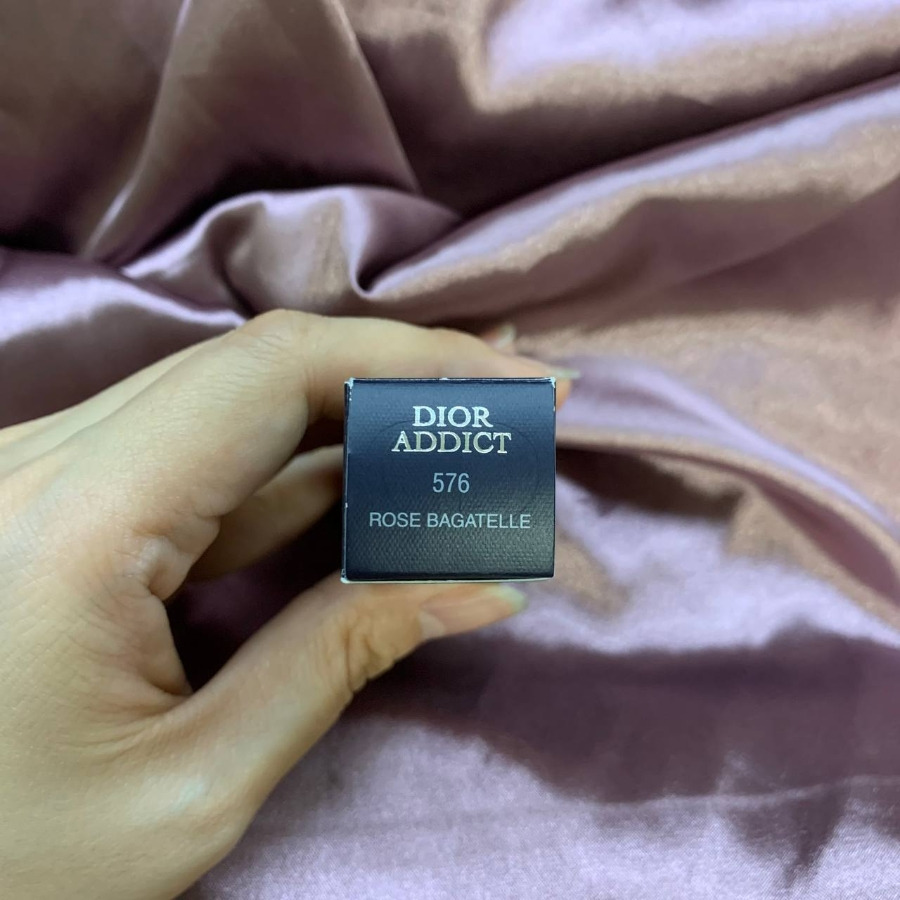 DIOR
ADDICT
576
ROSE BAGATELLE